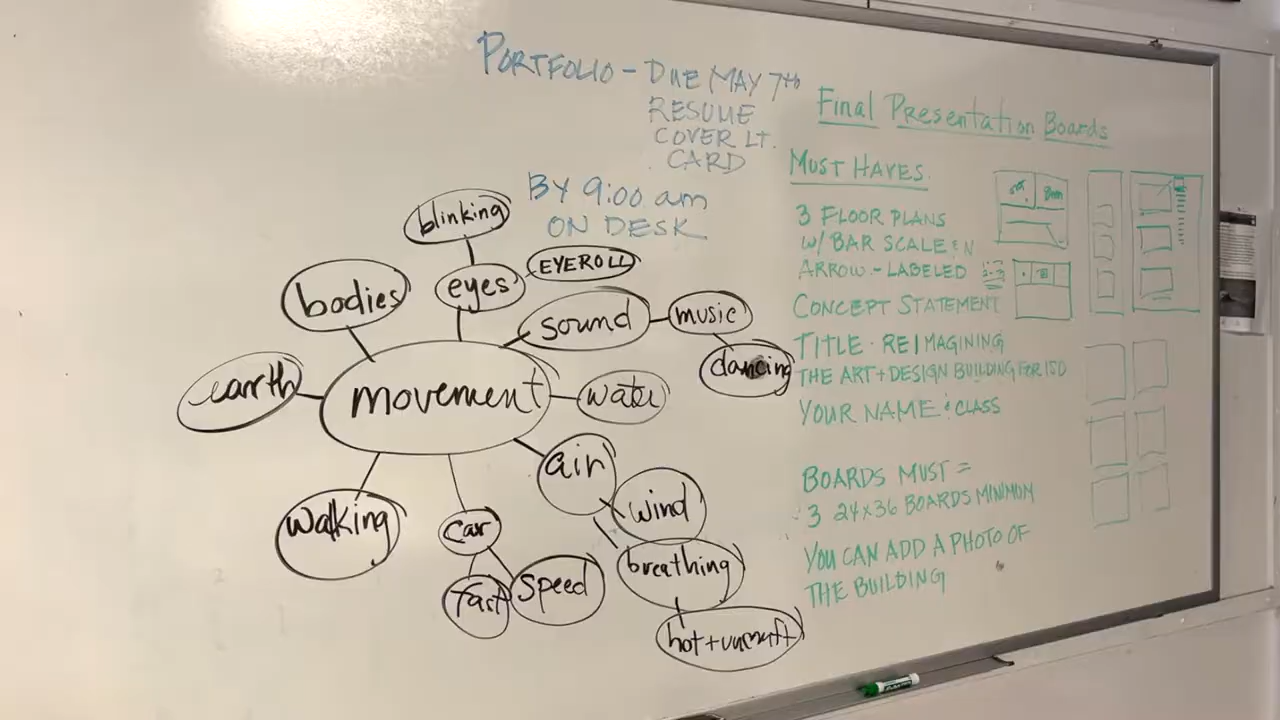 PORTFOLIO - DUE MAY 7th
RESUME
COVER LT.
CARD
BY 9:00 am
ON DESK
blinking
eyes
EYEROLL
bodies
sound
music
dancing
earth
movement
water
air
wind
walking
car
breathing
fast
speed
hot +
Final Presentation Boards
MUST HAVES
3 FLOOR PLANS
W/ BAR SCALE & N
ARROW - LABELED
CONCEPT STATEMENT
TITLE - REIMAGINING
THE ART + DESIGN BUILDING FOR ISD
YOUR NAME & CLASS
BOARDS MUST =
3 24x36 BOARDS MINIMOM
YOU CAN ADD A PHOTO OF
THE BUILDING